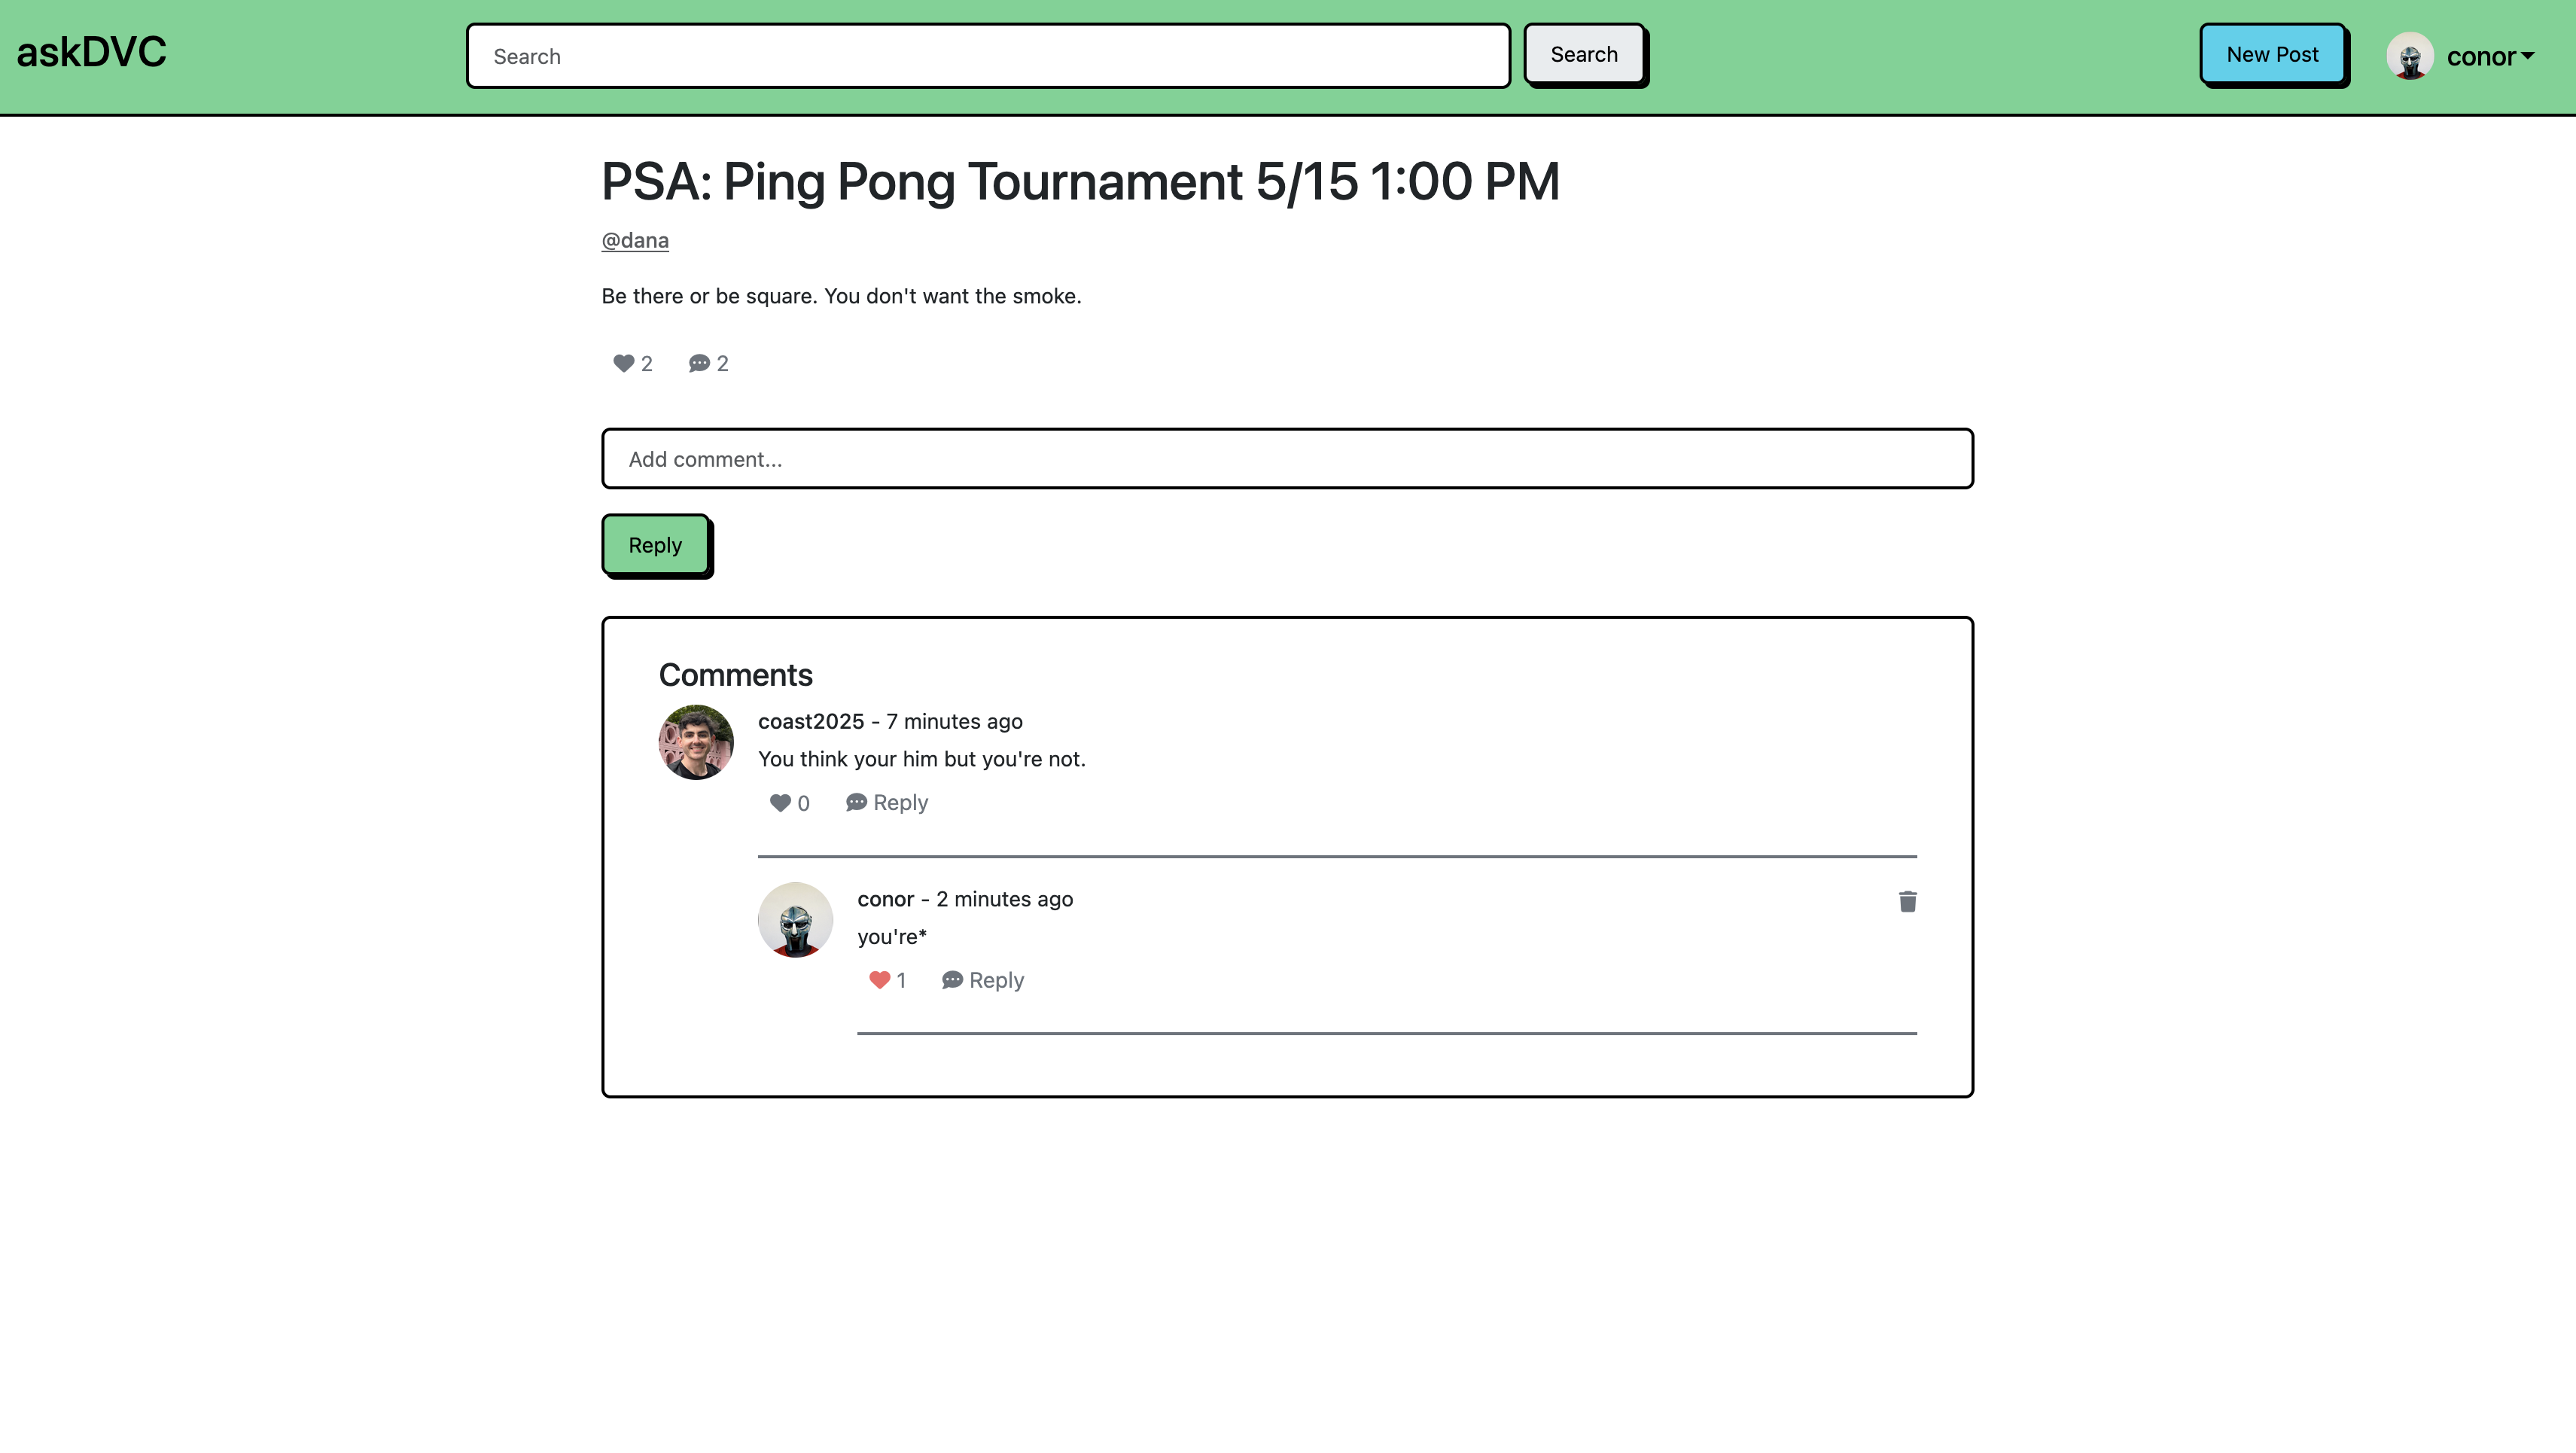 askDVC
Search
Search
New Post
conor
PSA: Ping Pong Tournament 5/15 1:00 PM
@dana
Be there or be square. You don't want the smoke.
2
2
Add comment...
Reply
Comments
coast2025 - 7 minutes ago
You think your him but you're not.
0
Reply
conor - 2 minutes ago
you're*
1
Reply